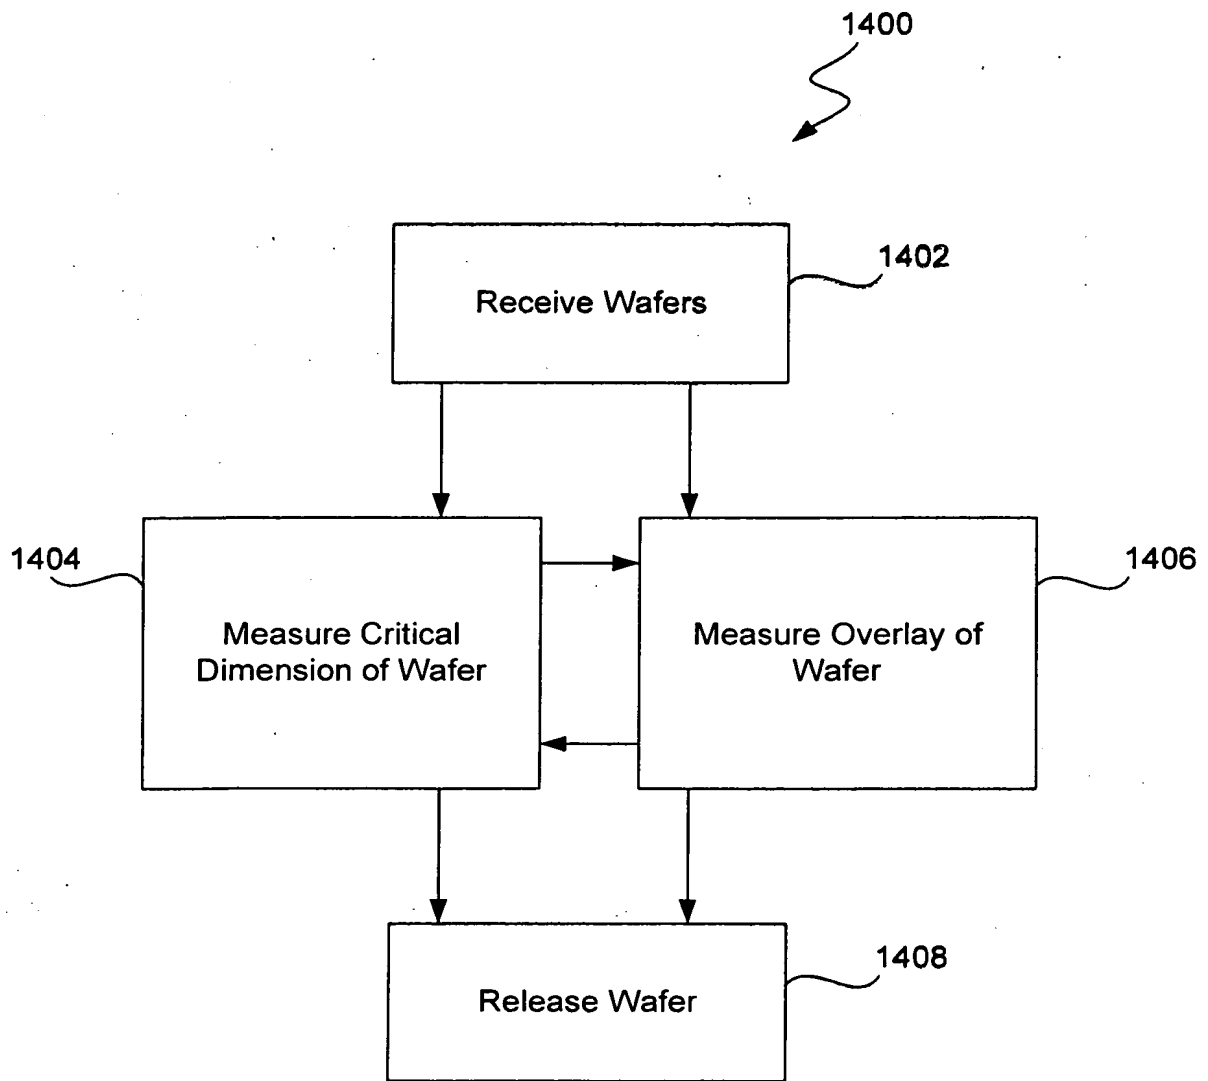 1400
1402
Receive Wafers
1404
1406
Measure Critical
Dimension of Wafer
Measure Overlay of
Wafer
1408
Release Wafer